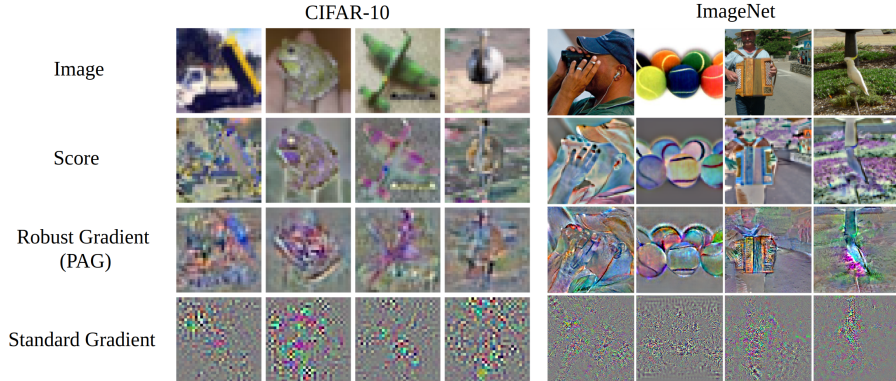 CIFAR-10
ImageNet
Image
Score
Robust Gradient
(PAG)
Standard Gradient